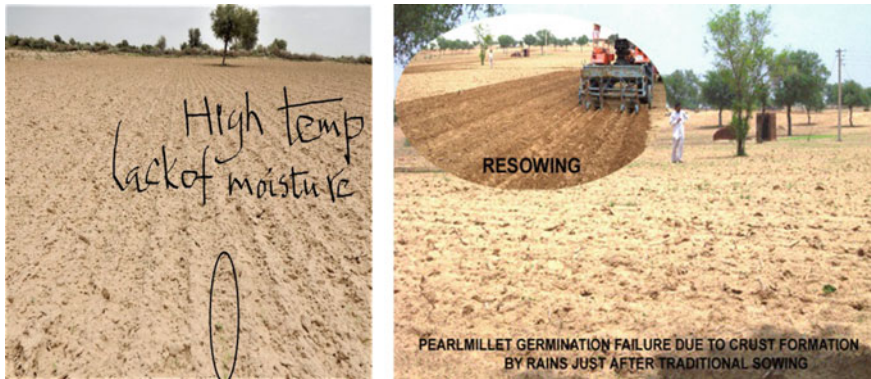 High temp
lack of moisture
RESOWING
PEARLMILLET GERMINATION FAILURE DUE TO CRUST FORMATION
BY RAINS JUST AFTER TRADITIONAL SOWING